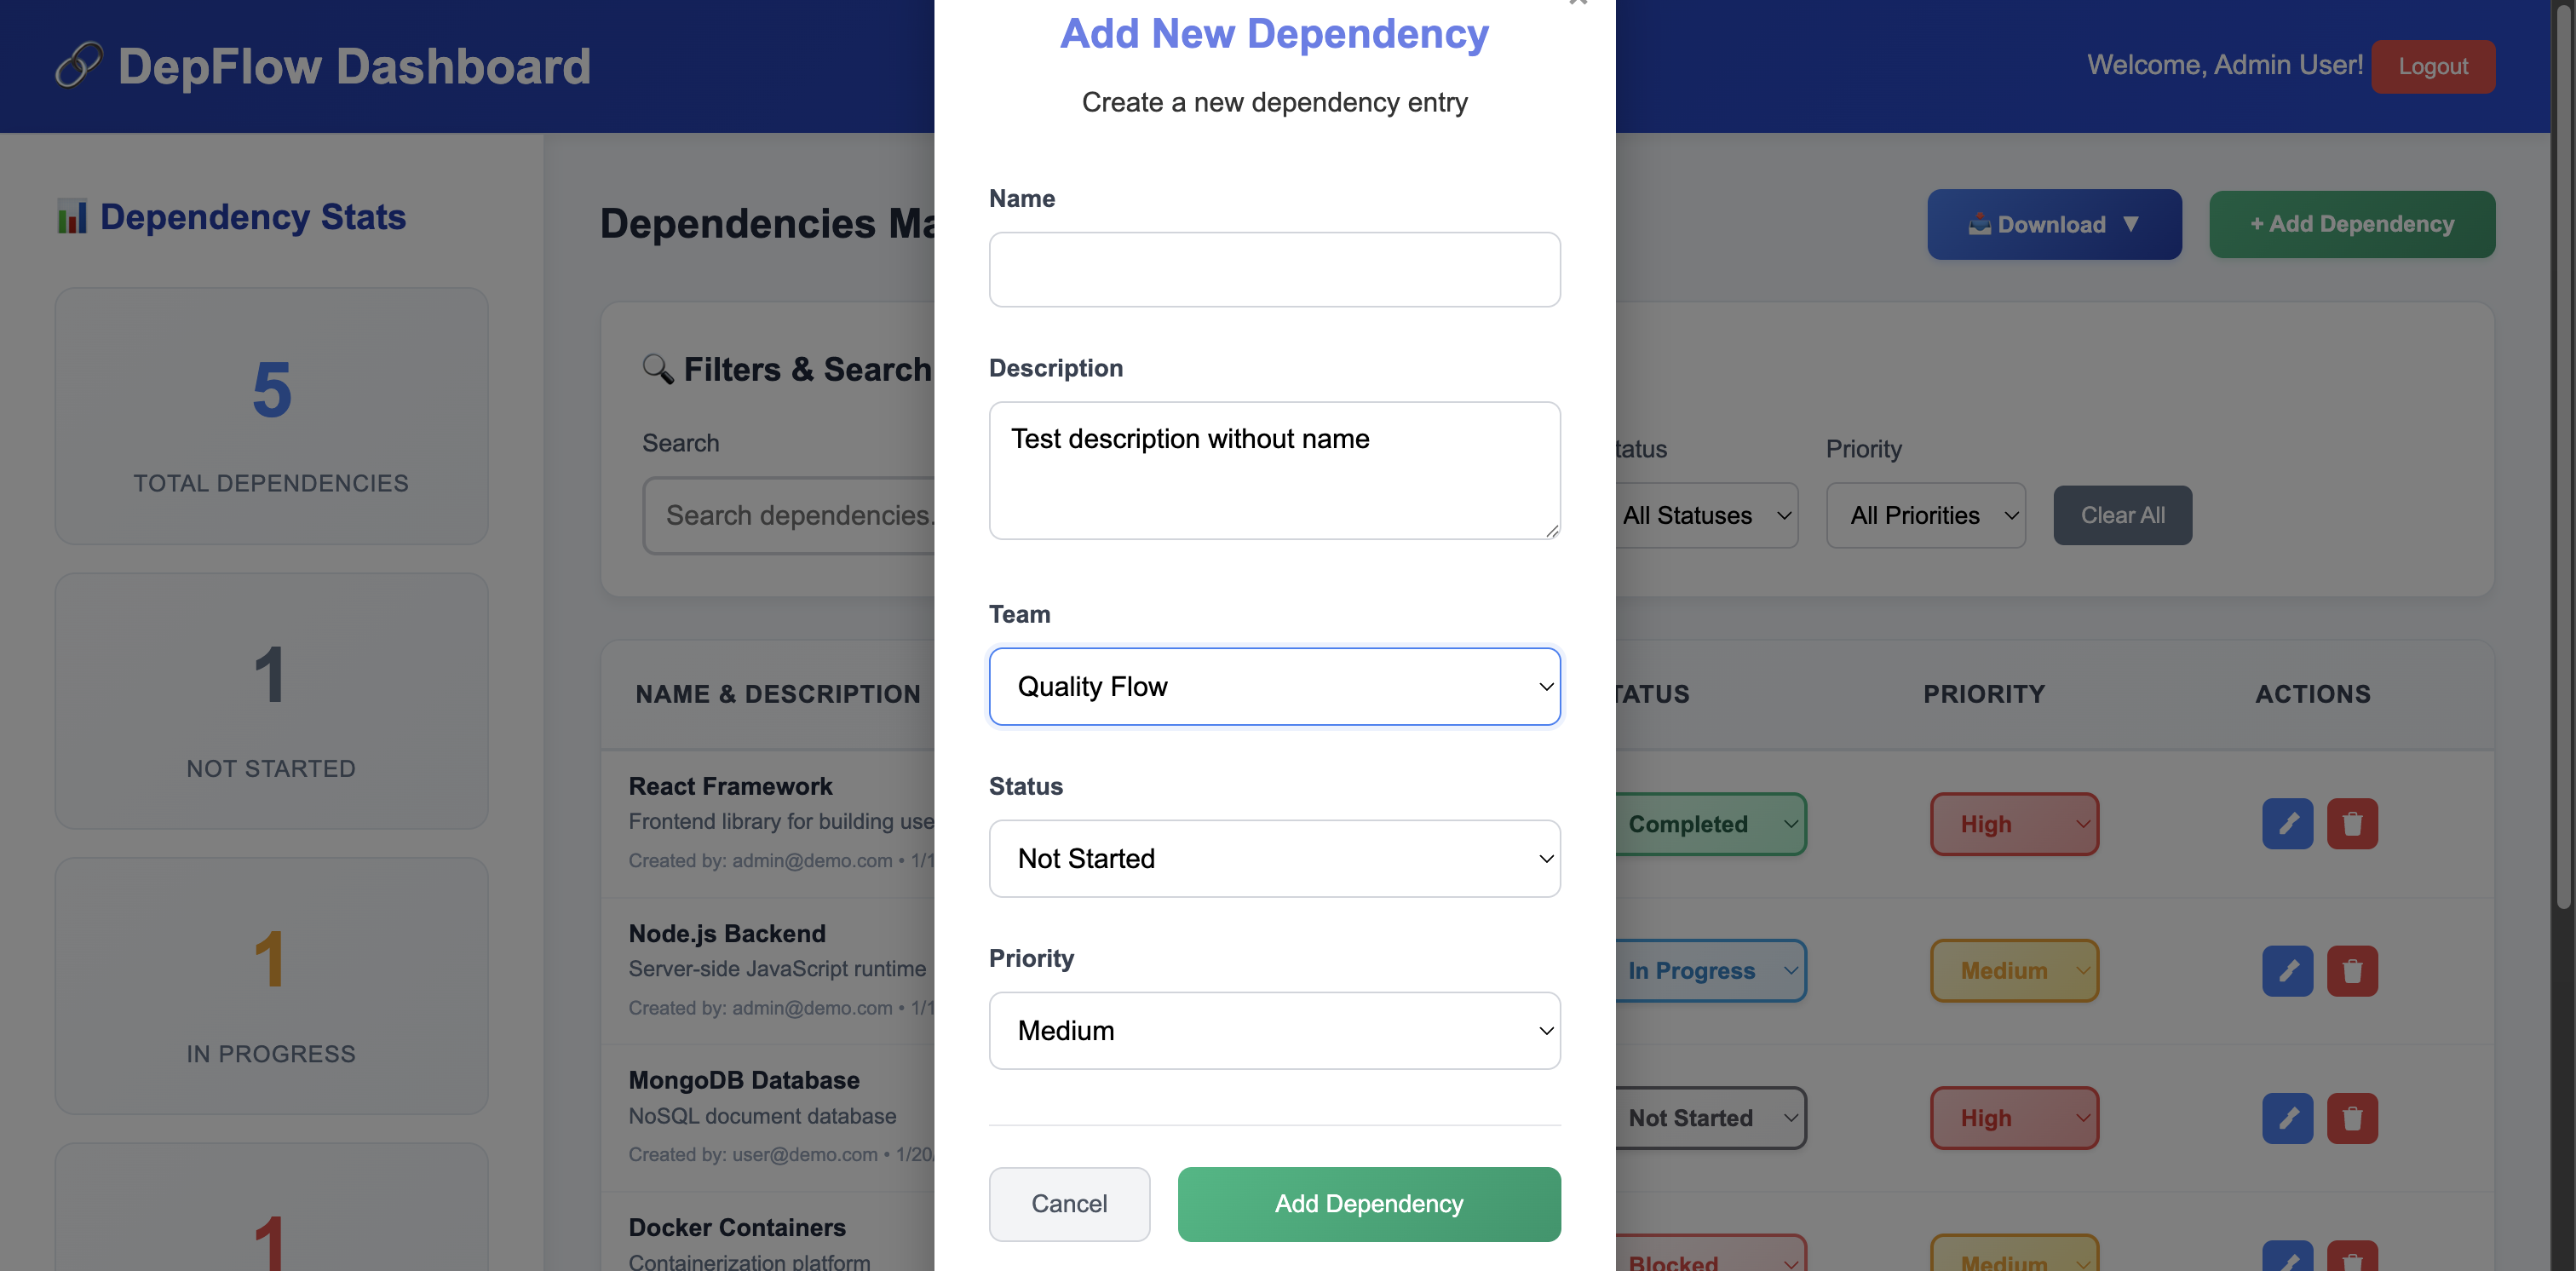 DepFlow Dashboard
Welcome, Admin User!
Logout
Dependency Stats
5
TOTAL DEPENDENCIES
1
NOT STARTED
1
IN PROGRESS
1
Dependencies Ma
Download ▼
+ Add Dependency
Filters & Search
Search
Search dependencies.
tatus
All Statuses
Priority
All Priorities
Clear All
NAME & DESCRIPTION
TATUS
PRIORITY
ACTIONS
React Framework
Frontend library for building use
Created by: admin@demo.com • 1/1
Completed
High
Node.js Backend
Server-side JavaScript runtime
Created by: admin@demo.com • 1/1
In Progress
Medium
MongoDB Database
NoSQL document database
Created by: user@demo.com • 1/20/
Not Started
High
Docker Containers
Containerization platform
Blocked
Medium
Add New Dependency
Create a new dependency entry
Name
Description
Test description without name
Team
Quality Flow
Status
Not Started
Priority
Medium
Cancel
Add Dependency